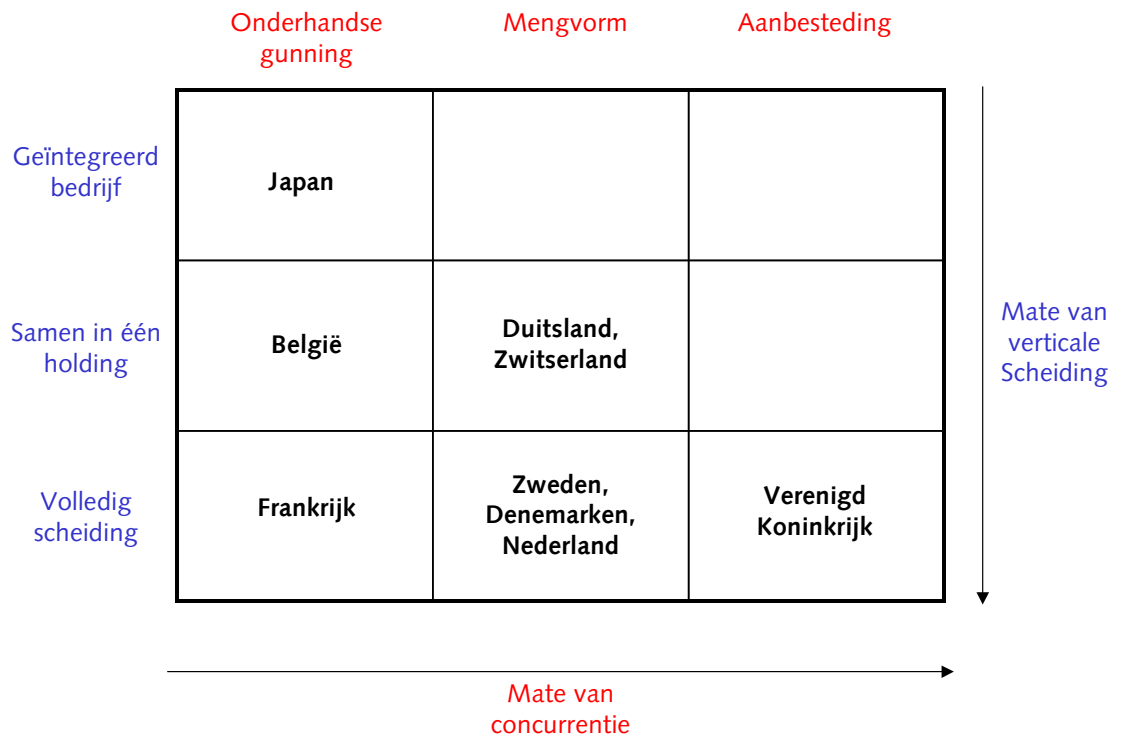 Onderhandse
gunning
Mengvorm
Aanbesteding
Geïntegreerd
bedrijf
Japan
Samen in één
holding
België
Duitsland,
Zwitserland
Mate van
verticale
Scheiding
Volledig
scheiding
Frankrijk
Zweden,
Denemarken,
Nederland
Verenigd
Koninkrijk
Mate van
concurrentie